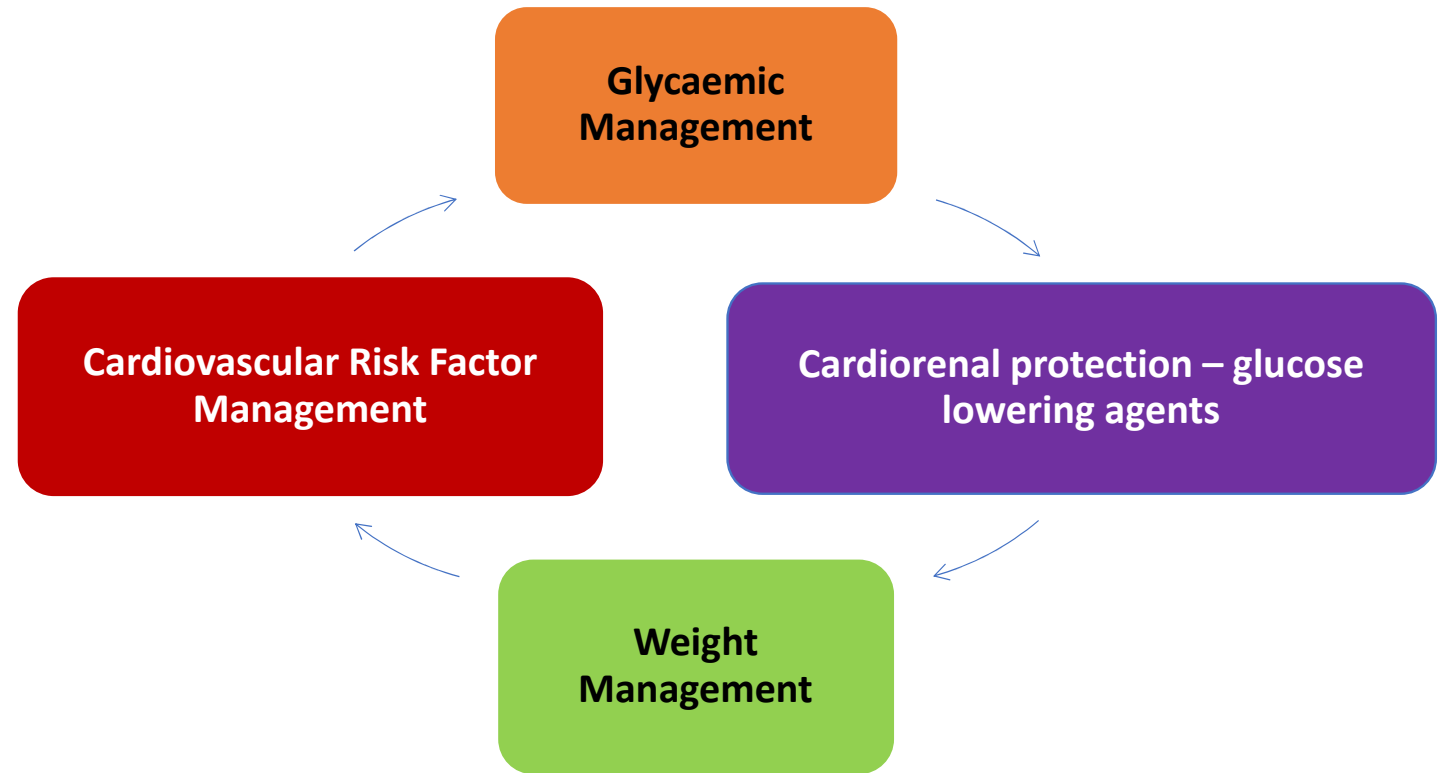 Glycaemic
Management
Cardiovascular Risk Factor
Management
Cardiorenal protection – glucose
lowering agents
Weight
Management